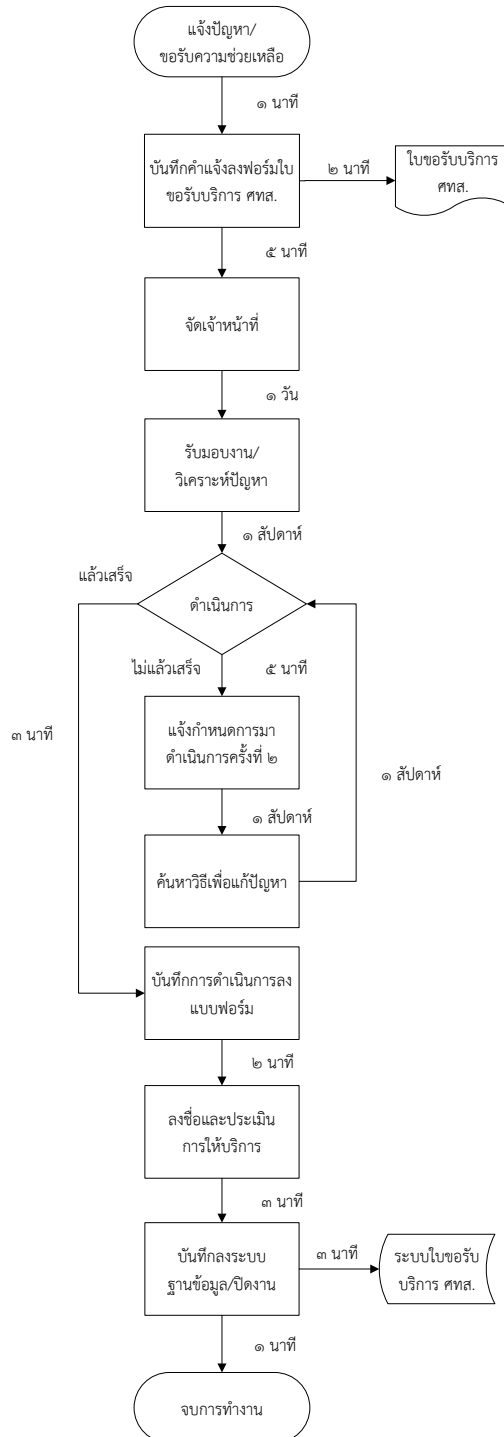 แจ้งปัญหา/
ขอรับความช่วยเหลือ
๑ นาที
บันทึกคำแจ้งลงฟอร์มใบ
ขอรับบริการ ศทส.
๒ นาที
ใบขอรับบริการ
ศทส.
๕ นาที
จัดเจ้าหน้าที่
๑ วัน
รับมอบงาน/
วิเคราะห์ปัญหา
๑ สัปดาห์
แล้วเสร็จ
ดำเนินการ
ไม่แล้วเสร็จ
๕ นาที
๓ นาที
แจ้งกำหนดการมา
ดำเนินการครั้งที่ ๒
๑ สัปดาห์
๑ สัปดาห์
ค้นหาวิธีเพื่อแก้ปัญหา
บันทึกการดำเนินการลง
แบบฟอร์ม
๒ นาที
ลงชื่อและประเมิน
การให้บริการ
๓ นาที
บันทึกลงระบบ
ฐานข้อมูล/ปิดงาน
๓ นาที
ระบบใบขอรับ
บริการ ศทส.
๑ นาที
จบการทำงาน